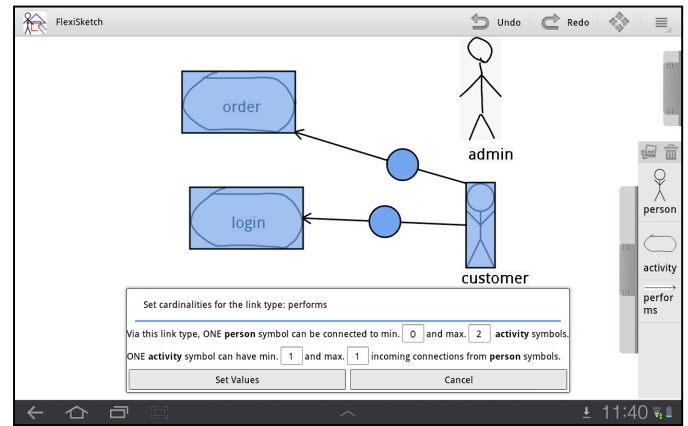 FlexiSketch
Undo
Redo
order
admin
person
login
activity
customer
perfor
ms
Set cardinalities for the link type: performs
Via this link type, ONE person symbol can be connected to min. 0 and max. 2 activity symbols.
ONE activity symbol can have min. 1 and max. 1 incoming connections from person symbols.
Set Values
Cancel
11:40